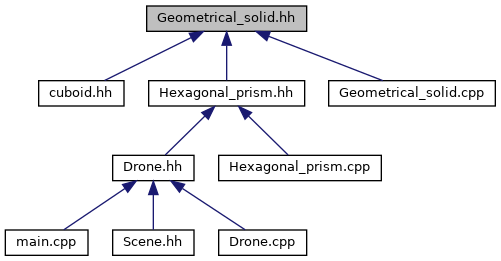 Geometrical_solid.hh
cuboid.hh
Hexagonal_prism.hh
Geometrical_solid.cpp
Drone.hh
Hexagonal_prism.cpp
main.cpp
Scene.hh
Drone.cpp